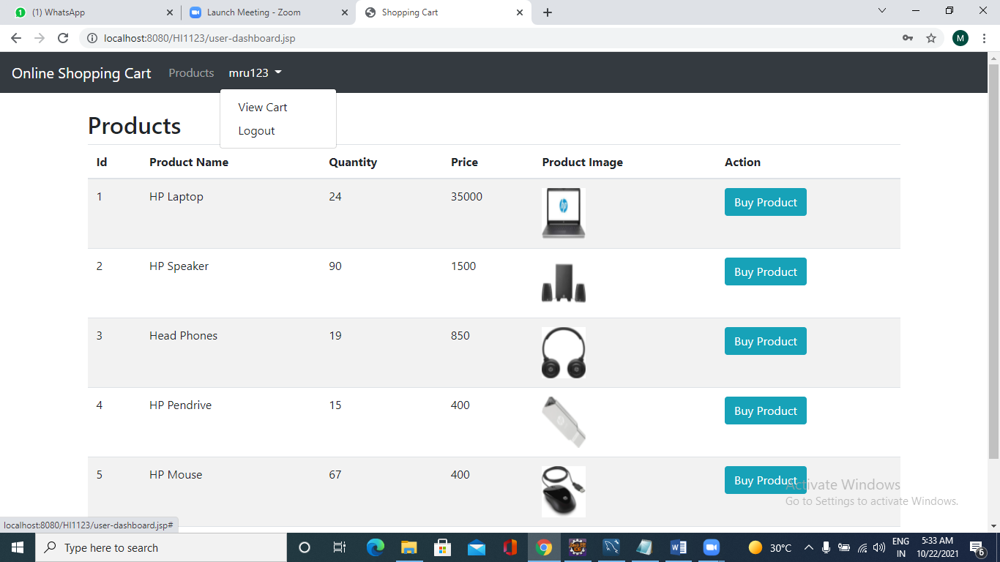 (1) WhatsApp
Launch Meeting - Zoom
Shopping Cart
localhost:8080/HI1123/user-dashboard.jsp
M
Online Shopping Cart Products mru123
View Cart
Logout
Products
Id Product Name Quantity Price Product Image Action
1 HP Laptop 24 35000 Buy Product
2 HP Speaker 90 1500 Buy Product
3 Head Phones 19 850 Buy Product
4 HP Pendrive 15 400 Buy Product
5 HP Mouse 67 400 Buy Product
Activate Windows
Go to Settings to activate Windows.
localhost:8080/HI1123/user-dashboard.jsp#
Type here to search
30°C
ENG
IN
5:33 AM
10/22/2021
6